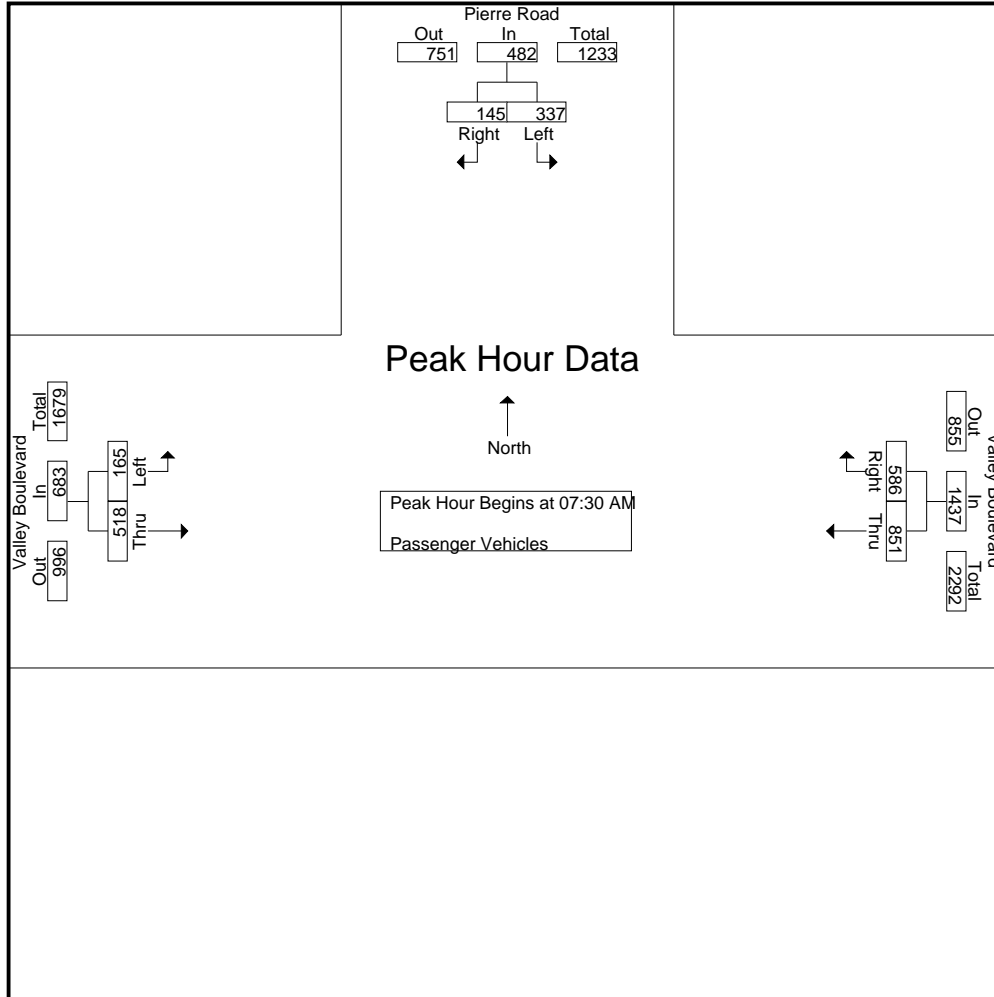 Pierre Road
Out In Total
751 482 1233
145 337
Right Left
Peak Hour Data
North
Peak Hour Begins at 07:30 AM
Passenger Vehicles
Valley Boulevard
Out In Total
996 683 1679
Left Thru
165 518
Valley Boulevard
Out In Total
855 1437 2292
Right Thru
586 851